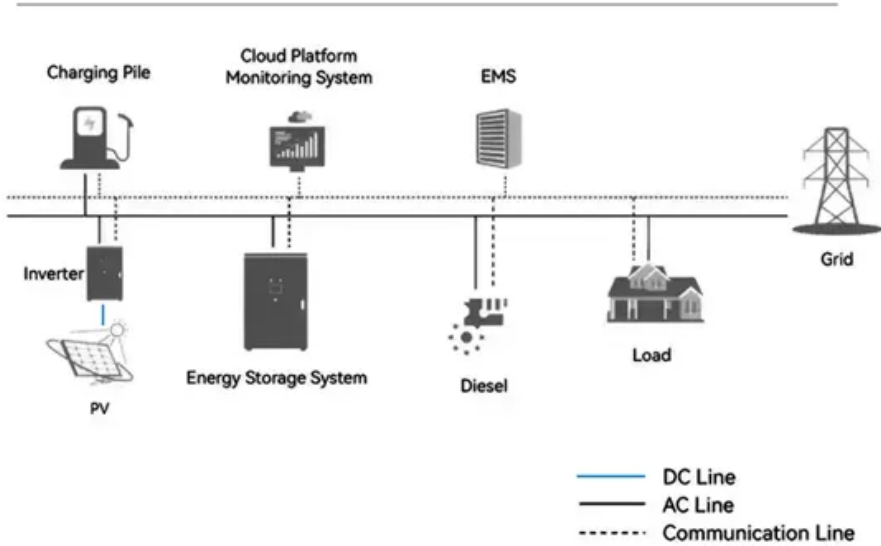 Charging Pile
Cloud Platform
Monitoring System
EMS
Inverter
Grid
Energy Storage System
Diesel
Load
PV
DC Line
AC Line
Communication Line